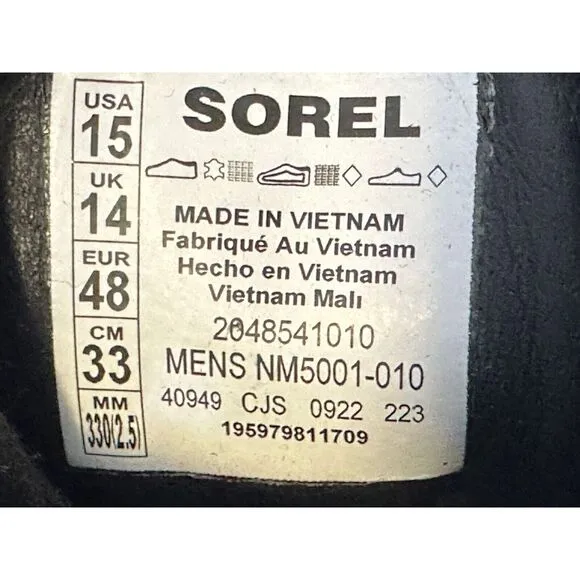 USA
15
UK
14
EUR
48
CM
33
MM
330(2.5)
SOREL
MADE IN VIETNAM
Fabriqué Au Vietnam
Hecho en Vietnam
Vietnam Malı
2048541010
MENS NM5001-010
40949 CJS 0922 223
195979811709